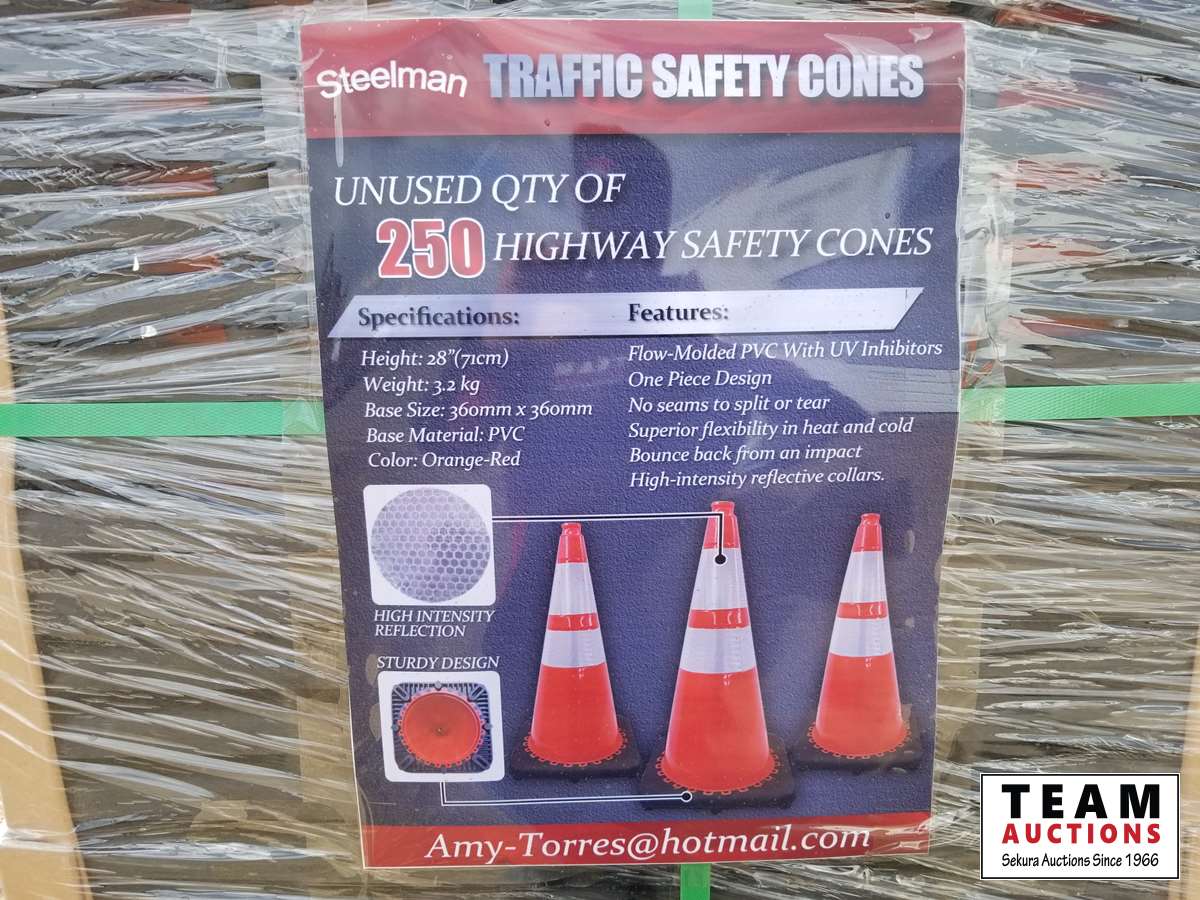 Steelman TRAFFIC SAFETY CONES
UNUSED QTY OF
250 HIGHWAY SAFETY CONES
Specifications:
Height: 28"(71cm)
Weight: 3.2 kg
Base Size: 360mm x 360mm
Base Material: PVC
Color: Orange-Red
Features:
Flow-Molded PVC With UV Inhibitors
One Piece Design
No seams to split or tear
Superior flexibility in heat and cold
Bounce back from an impact
High-intensity reflective collars.
HIGH INTENSITY
REFLECTION
STURDY DESIGN
Amy-Torres@hotmail.com
TEAM
AUCTIONS
Sekura Auctions Since 1966